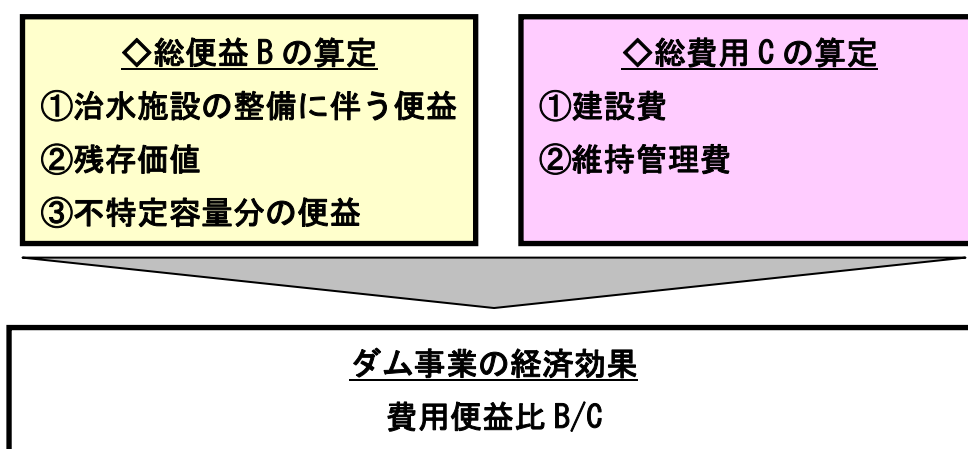 ◇総便益Bの算定
①治水施設の整備に伴う便益
②残存価値
③不特定容量分の便益
◇総費用Cの算定
①建設費
②維持管理費
ダム事業の経済効果
費用便益比B/C